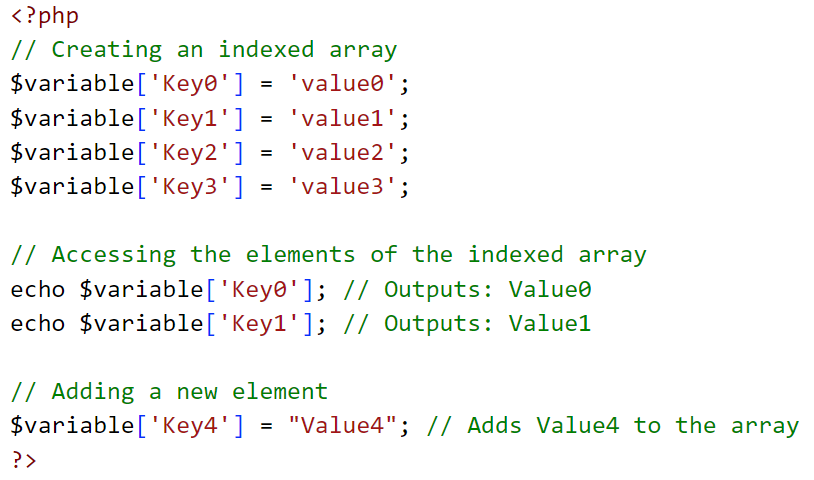 <?php
// Creating an indexed array
$variable['Key0'] = 'value0';
$variable['Key1'] = 'value1';
$variable['Key2'] = 'value2';
$variable['Key3'] = 'value3';

// Accessing the elements of the indexed array
echo $variable['Key0']; // Outputs: Value0
echo $variable['Key1']; // Outputs: Value1

// Adding a new element
$variable['Key4'] = "Value4"; // Adds Value4 to the array
?>